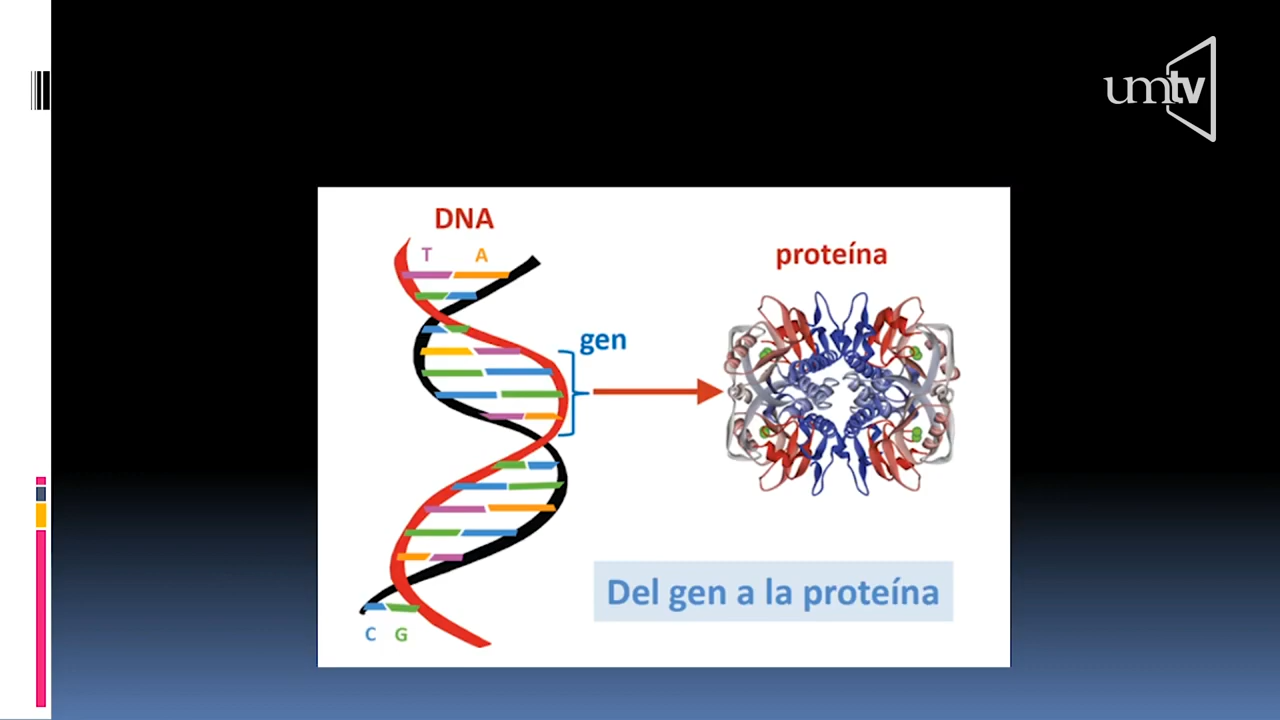 umtv
DNA
T A
proteína
gen
Del gen a la proteína
C G